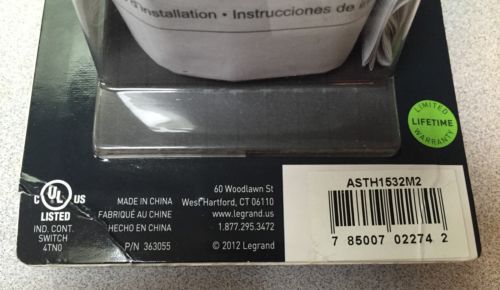 d'installation • Instrucciones de
LIMITED
LIFETIME
WARRANTY
C UL US
LISTED
IND. CONT.
SWITCH
4TN0
MADE IN CHINA
FABRIQUÉ AU CHINE
HECHO EN CHINA
P/N 363055
60 Woodlawn St
West Hartford, CT 06110
www.legrand.us
1.877.295.3472
© 2012 Legrand
ASTH1532M2
7 85007 02274 2